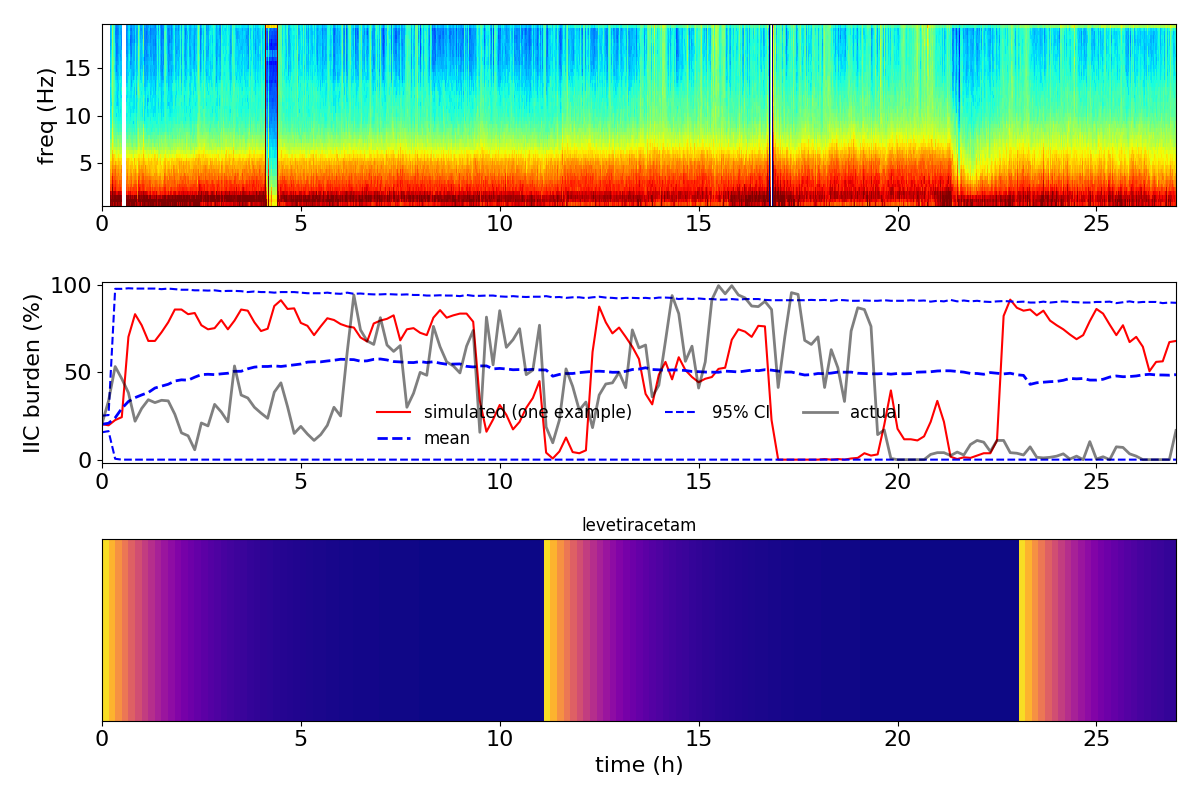 freq (Hz)
15
10
5
0 5 10 15 20 25
IIC burden (%)
100
50
0
simulated (one example)
mean
95% CI
actual
0 5 10 15 20 25
levetiracetam
0 5 10 15 20 25
time (h)